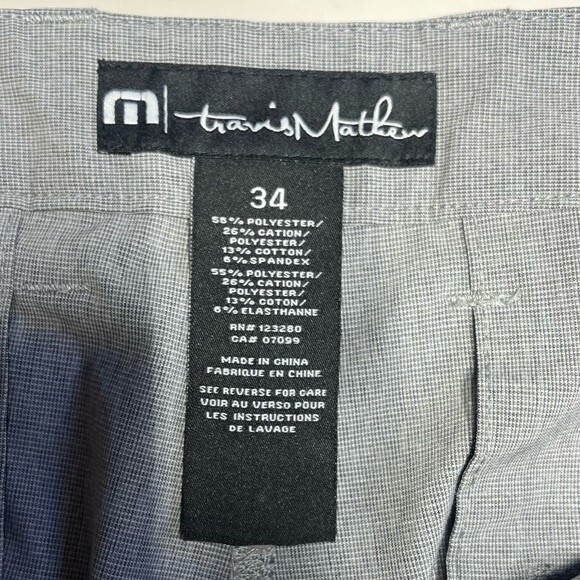 m | travisMathew
34
55% POLYESTER/
26% CATION/
POLYESTER/
13% COTTON/
6% SPANDEX
55% POLYESTER/
26% CATION/
POLYESTER/
13% COTON/
6% ELASTHANNE
RN# 123280
CA# 07099
MADE IN CHINA
FABRIQUE EN CHINE
SEE REVERSE FOR CARE
VOIR AU VERSO POUR
LES INSTRUCTIONS
DE LAVAGE